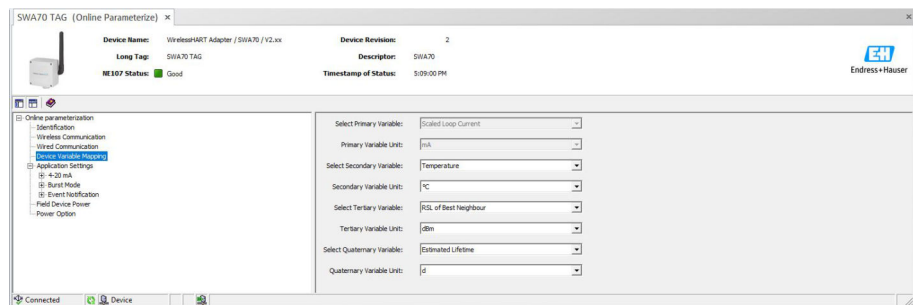 SWA70 TAG (Online Parameterize) ×
Device Name: WirelessHART Adapter / SWA70 / V2.xx Device Revision: 2
Long Tag: SWA70 TAG Descriptor: SWA70
NE107 Status: Good Timestamp of Status: 5:09:00 PM
EH
Endress+Hauser
Online parameterization
Identification
Wireless Communication
Wired Communication
Device Variable Mapping
Application Settings
4-20 mA
Burst Mode
Event Notification
Field Device Power
Power Option
Select Primary Variable: Scaled Loop Current
Primary Variable Unit: mA
Select Secondary Variable: Temperature
Secondary Variable Unit: °C
Select Tertiary Variable: RSL of Best Neighbour
Tertiary Variable Unit: dBm
Select Quaternary Variable: Estimated Lifetime
Quaternary Variable Unit: d
Connected Device